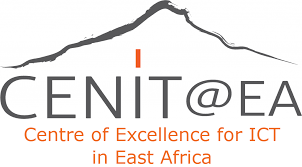 CENIT@EA
Centre of Excellence for ICT
in East Africa